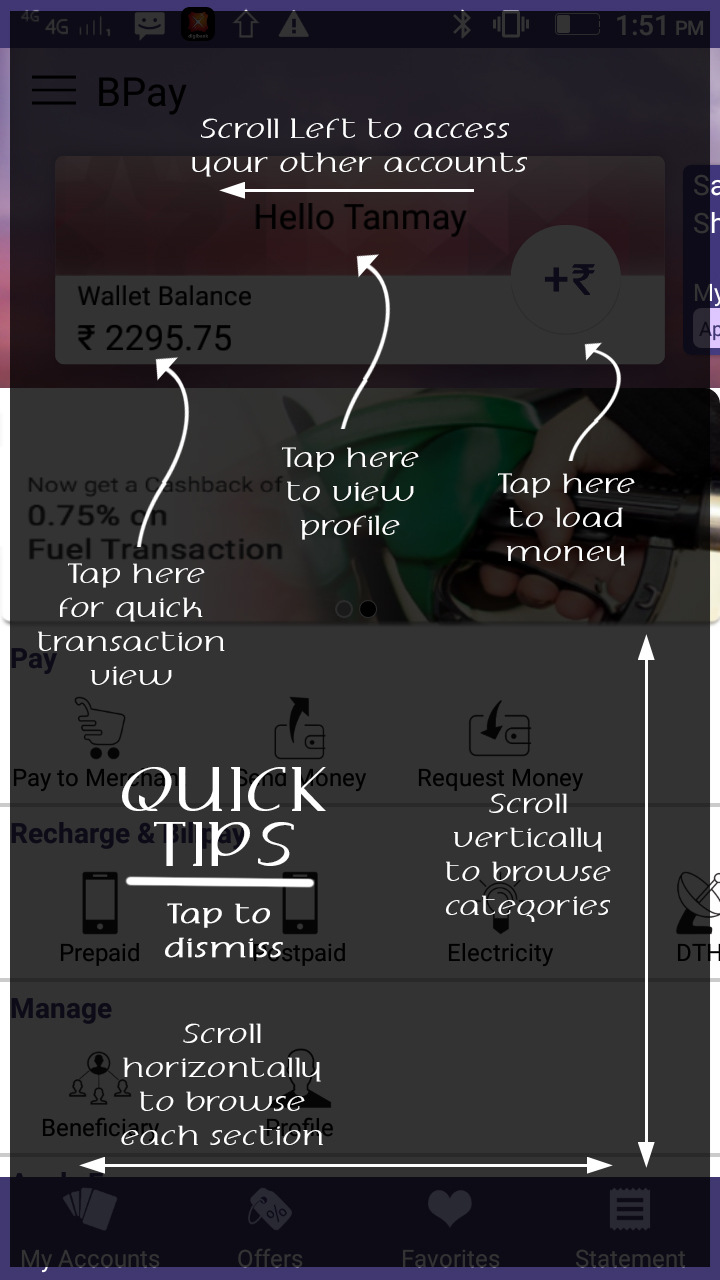 4G 4G 1:51 PM
BPay
Scroll Left to access
your other accounts
Hello Tanmay
Wallet Balance
₹ 2295.75
+₹
Sa
Sh
My
Ap
Tap here
to view
profile
Tap here
to load
money
Now get a Cashback of
0.75% on
Fuel Transaction
Tap here
for quick
transaction
view
Pay
Pay to Merchant
Send Money
Request Money
QUICK
TIPS
Tap to
dismiss
Scroll
vertically
to browse
categories
Recharge & Billpay
Prepaid
Postpaid
Electricity
DTH
Manage
Scroll
horizontally
to browse
each section
Beneficiary
Profile
My Accounts
Offers
Favorites
Statement